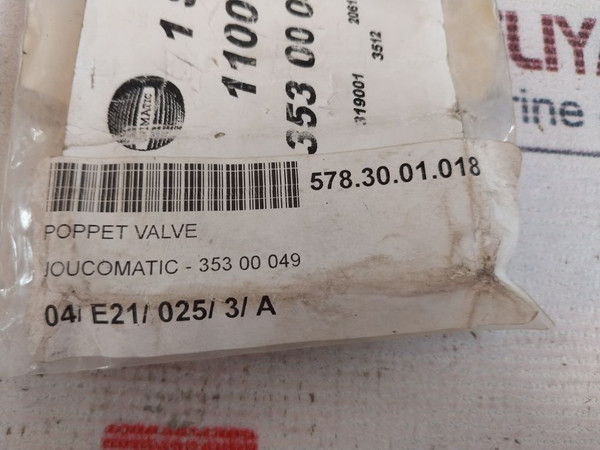 1100
353 00 0
319001
3512
2061
578.30.01.018
POPPET VALVE
JOUCOMATIC - 353 00 049
04/ E21/ 025/ 3/ A